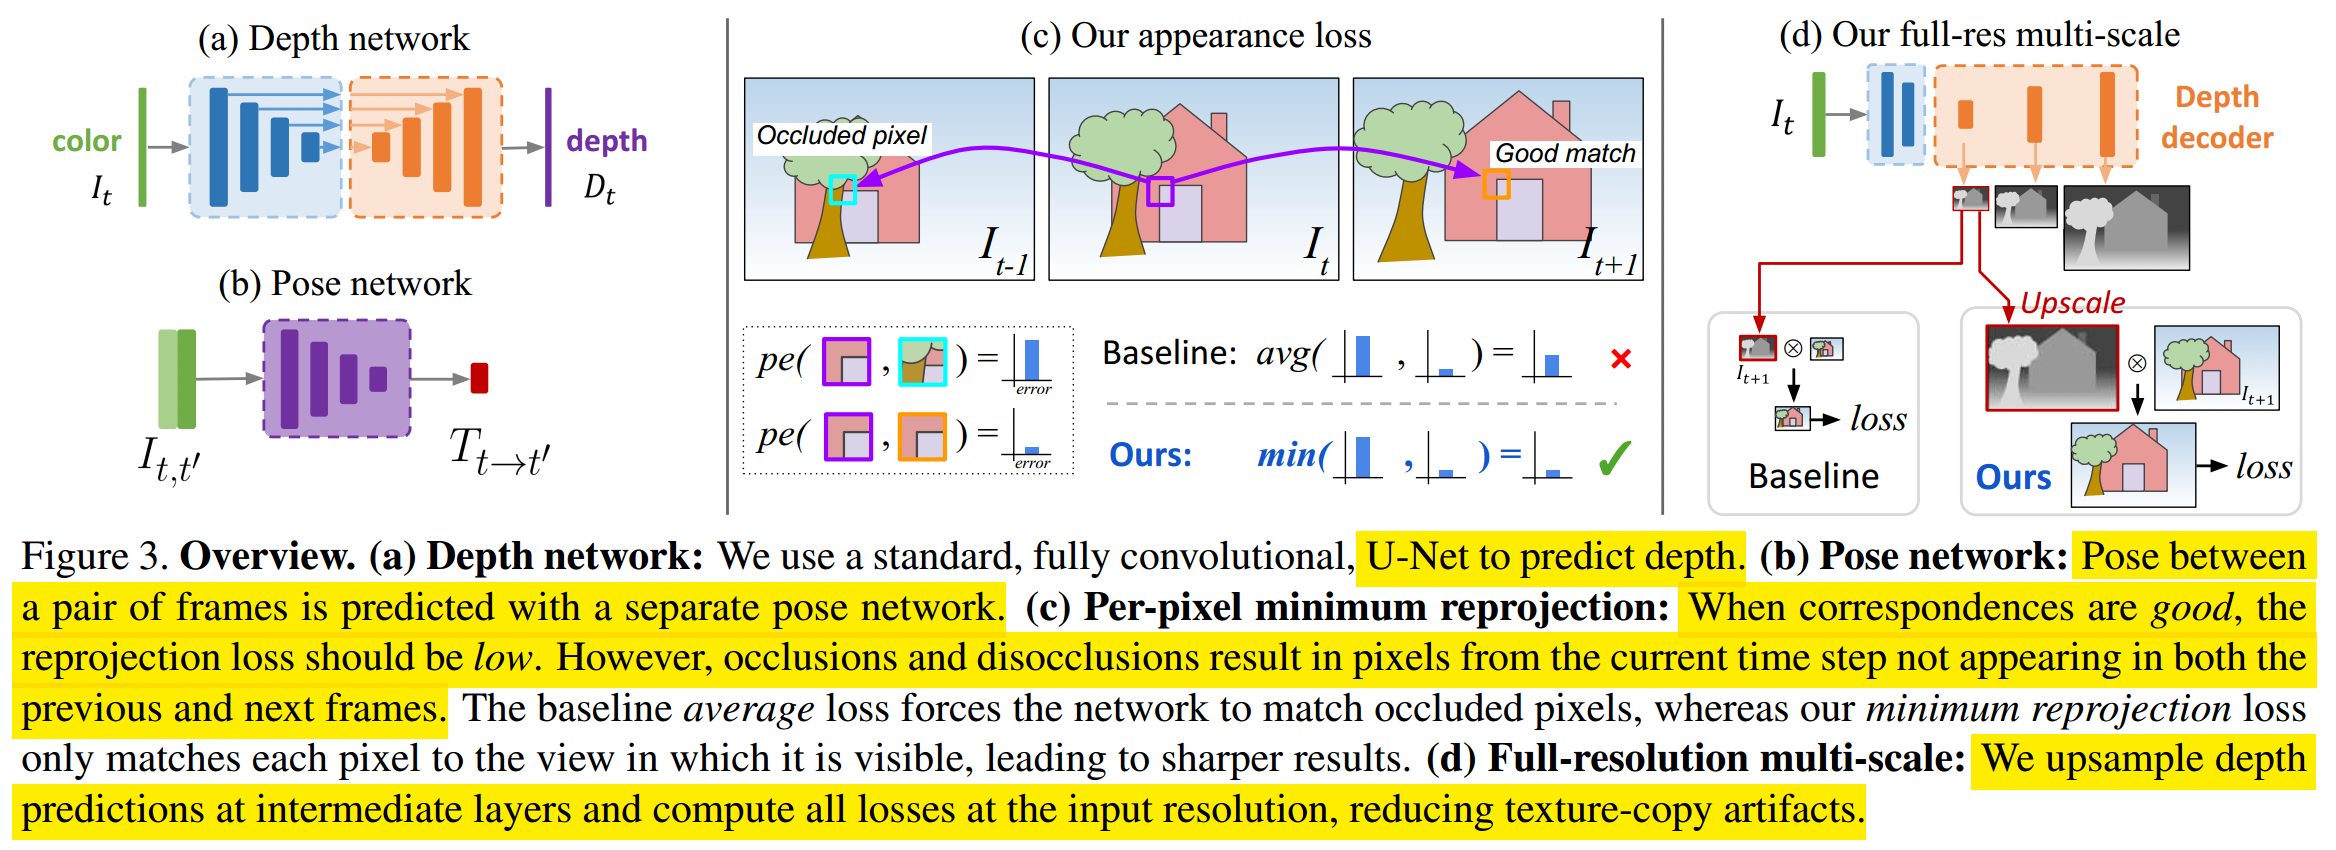 (a) Depth network
color
I_t
depth
D_t
(b) Pose network
I_{t,t′}
T_{t→t′}
(c) Our appearance loss
Occluded pixel
Good match
I_{t-1}
I_t
I_{t+1}
pe( , ) =
error
pe( , ) =
error
Baseline: avg( , ) = ×
Ours: min( , ) = ✓
(d) Our full-res multi-scale
I_t
Depth
decoder
Upscale
⊗
I_{t+1}
loss
Baseline
⊗
I_{t+1}
loss
Ours
Figure 3. Overview. (a) Depth network: We use a standard, fully convolutional, U-Net to predict depth. (b) Pose network: Pose between
a pair of frames is predicted with a separate pose network. (c) Per-pixel minimum reprojection: When correspondences are good, the
reprojection loss should be low. However, occlusions and disocclusions result in pixels from the current time step not appearing in both the
previous and next frames. The baseline average loss forces the network to match occluded pixels, whereas our minimum reprojection loss
only matches each pixel to the view in which it is visible, leading to sharper results. (d) Full-resolution multi-scale: We upsample depth
predictions at intermediate layers and compute all losses at the input resolution, reducing texture-copy artifacts.